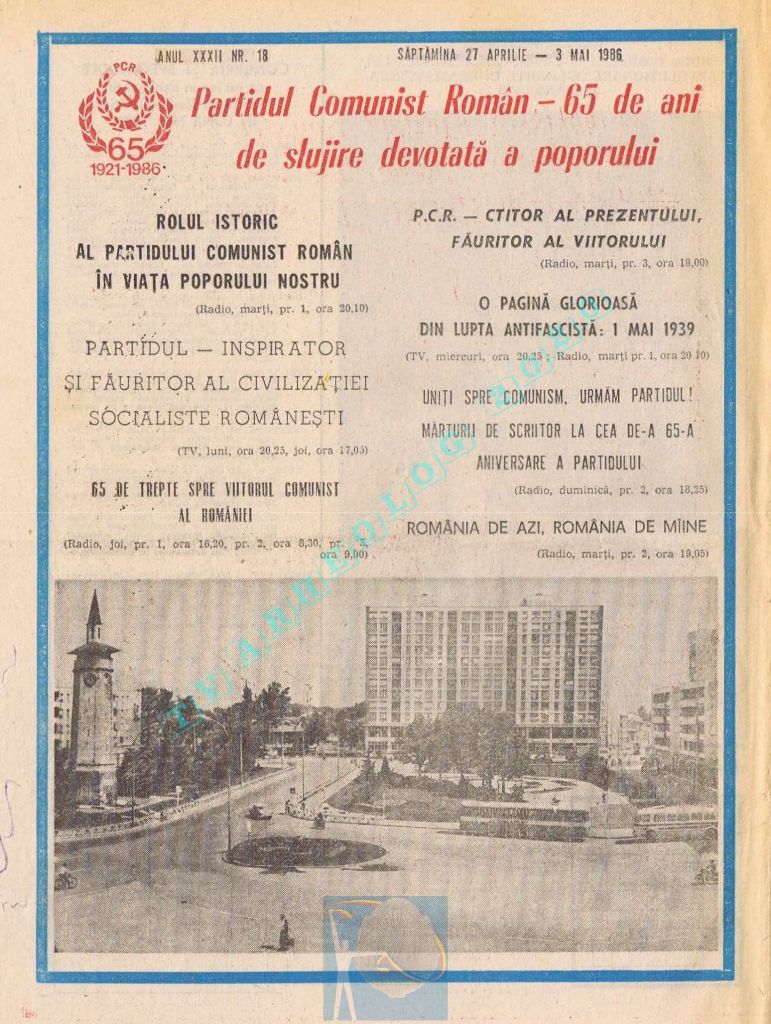 ANUL XXXII NR. 18
SĂPTĂMÎNA 27 APRILIE — 3 MAI 1986
PCR
65
1921-1986
Partidul Comunist Român – 65 de ani
de slujire devotată a poporului
ROLUL ISTORIC
AL PARTIDULUI COMUNIST ROMÂN
ÎN VIAȚA POPORULUI NOSTRU
(Radio, marți, pr. 1, ora 20,10)
PARTIDUL — INSPIRATOR
ȘI FĂURITOR AL CIVILIZAȚIEI
SOCIALISTE ROMÂNEȘTI
(TV, luni, ora 20,25, joi, ora 17,05)
65 DE TREPTE SPRE VIITORUL COMUNIST
AL ROMÂNIEI
(Radio, joi, pr. 1, ora 16,20, pr. 2, ora 8,30, pr. 3,
ora 9,00)
P.C.R. — CTITOR AL PREZENTULUI,
FĂURITOR AL VIITORULUI
(Radio, marți, pr. 3, ora 18,00)
O PAGINĂ GLORIOASĂ
DIN LUPTA ANTIFASCISTĂ: 1 MAI 1939
(TV, miercuri, ora 20,25 ; Radio, marți pr. 1, ora 20 10)
UNIȚI SPRE COMUNISM, URMĂM PARTIDUL!
MĂRTURII DE SCRIITOR LA CEA DE-A 65-A
ANIVERSARE A PARTIDULUI
(Radio, duminică, pr. 2, ora 18,25)
ROMÂNIA DE AZI, ROMÂNIA DE MÎINE
(Radio, marți, pr. 2, ora 19,05)